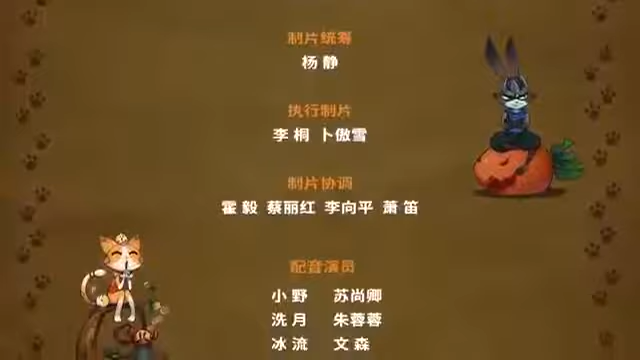 制片统筹
杨静
执行制片
李桐 卜傲雪
制片协调
霍毅 蔡丽红 李向平 萧笛
配音演员
小野 苏尚卿
洗月 朱蓉蓉
冰流 文森